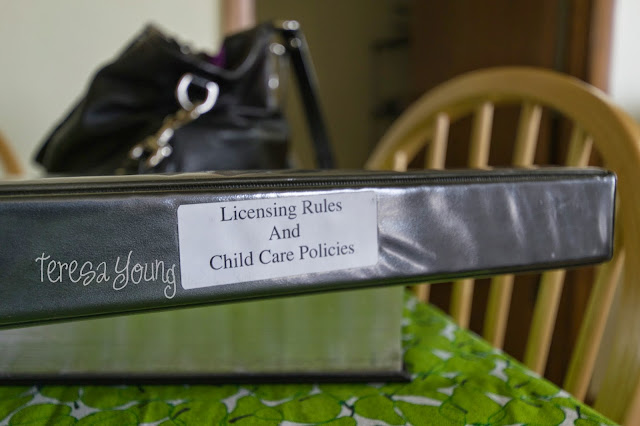 Licensing Rules
And
Child Care Policies
Teresa Young